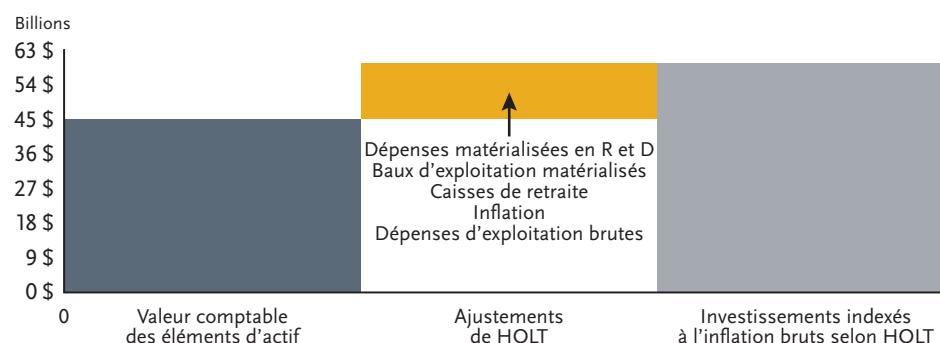 Billions
63 $
54 $
45 $
36 $
27 $
18 $
9 $
0 $
Dépenses matérialisées en R et D
Baux d'exploitation matérialisés
Caisses de retraite
Inflation
Dépenses d'exploitation brutes
0
Valeur comptable
des éléments d'actif
Ajustements
de HOLT
Investissements indexés
à l'inflation bruts selon HOLT